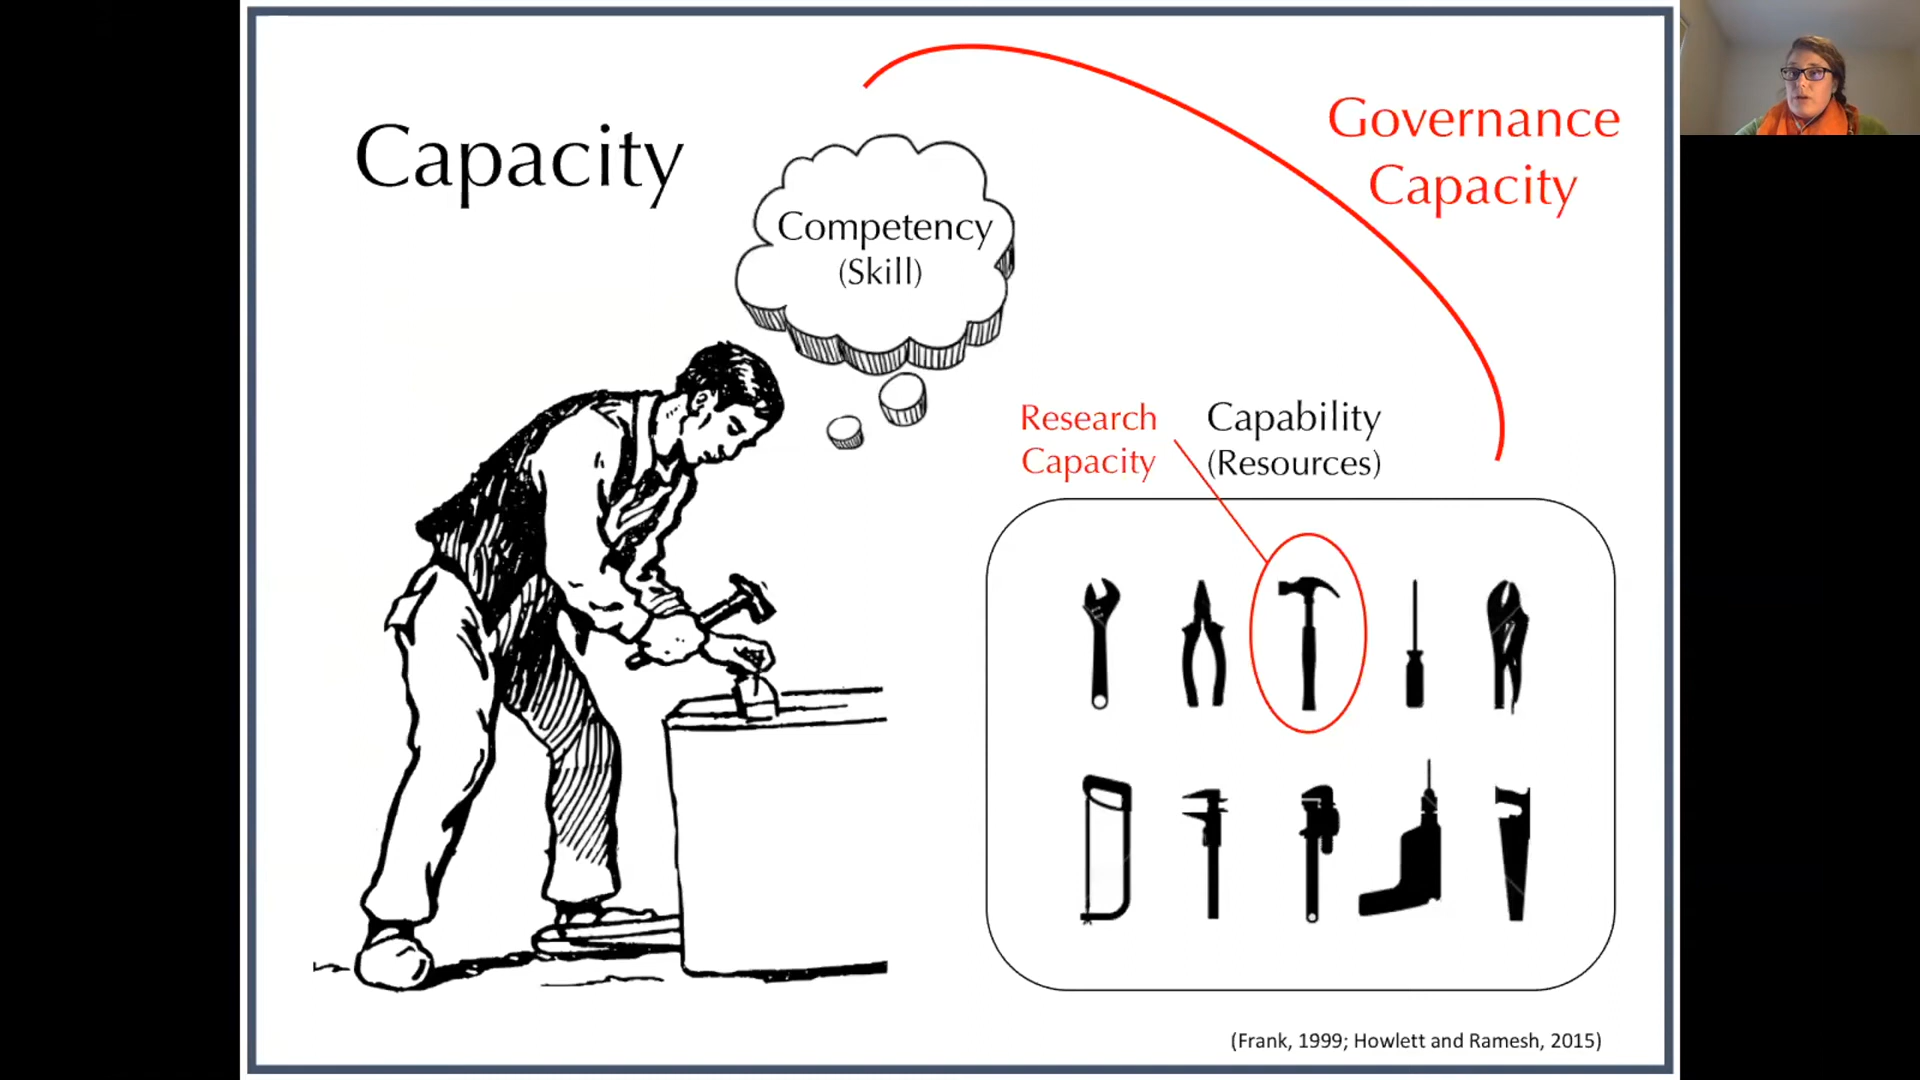 Capacity
Governance
Capacity
Competency
(Skill)
Research
Capacity
Capability
(Resources)
(Frank, 1999; Howlett and Ramesh, 2015)